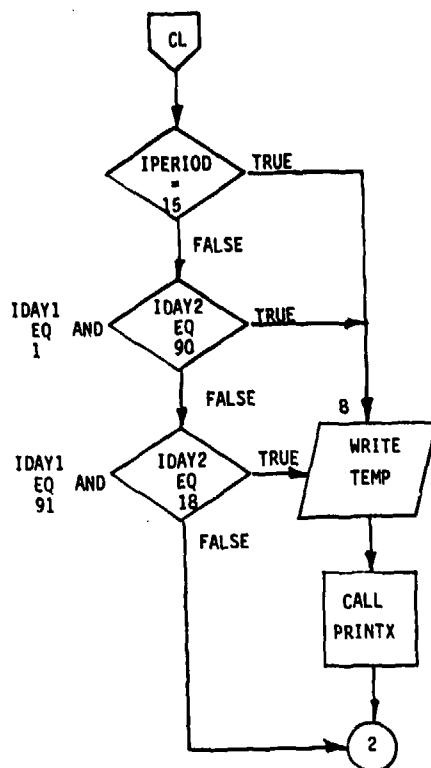 CL
IPERIOD
=
15
TRUE
FALSE
IDAY1
EQ AND
1
IDAY2
EQ
90
TRUE
FALSE
IDAY1
EQ AND
91
IDAY2
EQ
18
TRUE
FALSE
8
WRITE
TEMP
CALL
PRINTX
2